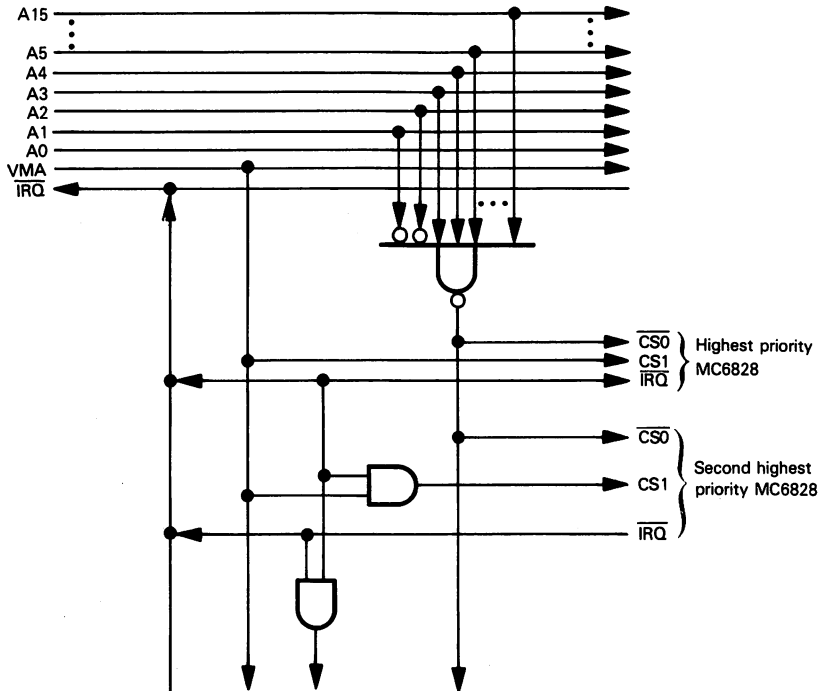 A15
A5
A4
A3
A2
A1
A0
VMA
IRQ
CS0
CS1
IRQ
Highest priority
MC6828
CS0
CS1
IRQ
Second highest
priority MC6828